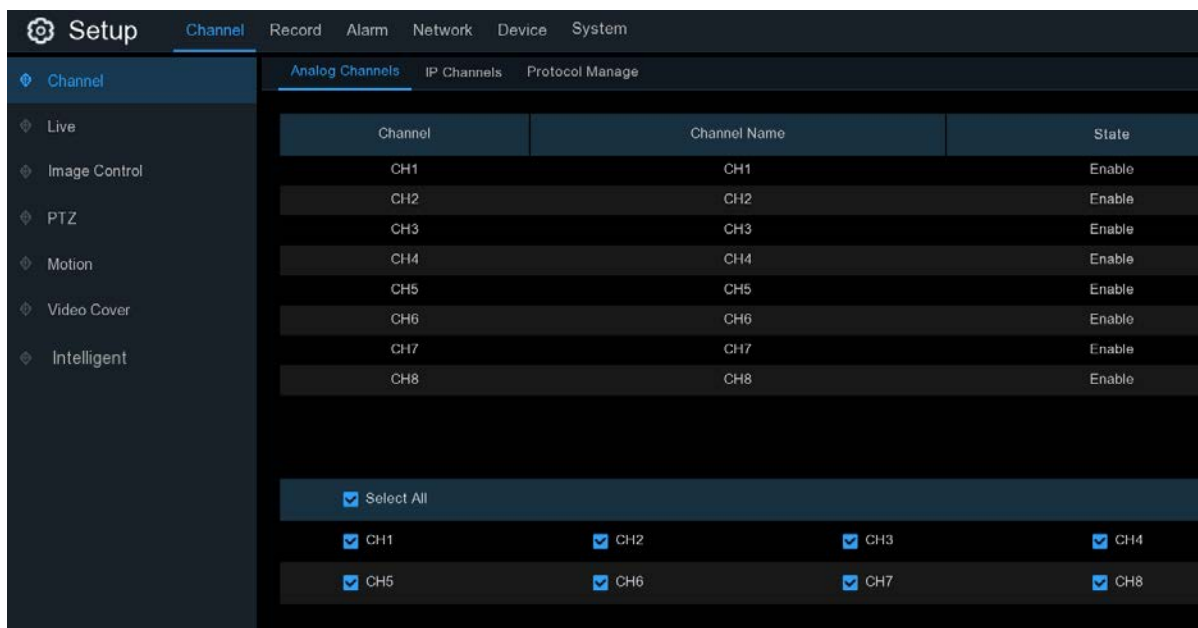 Setup Channel Record Alarm Network Device System
Channel
Live
Image Control
PTZ
Motion
Video Cover
Intelligent
Analog Channels IP Channels Protocol Manage
Channel Channel Name State
CH1 CH1 Enable
CH2 CH2 Enable
CH3 CH3 Enable
CH4 CH4 Enable
CH5 CH5 Enable
CH6 CH6 Enable
CH7 CH7 Enable
CH8 CH8 Enable
Select All
CH1 CH2 CH3 CH4
CH5 CH6 CH7 CH8